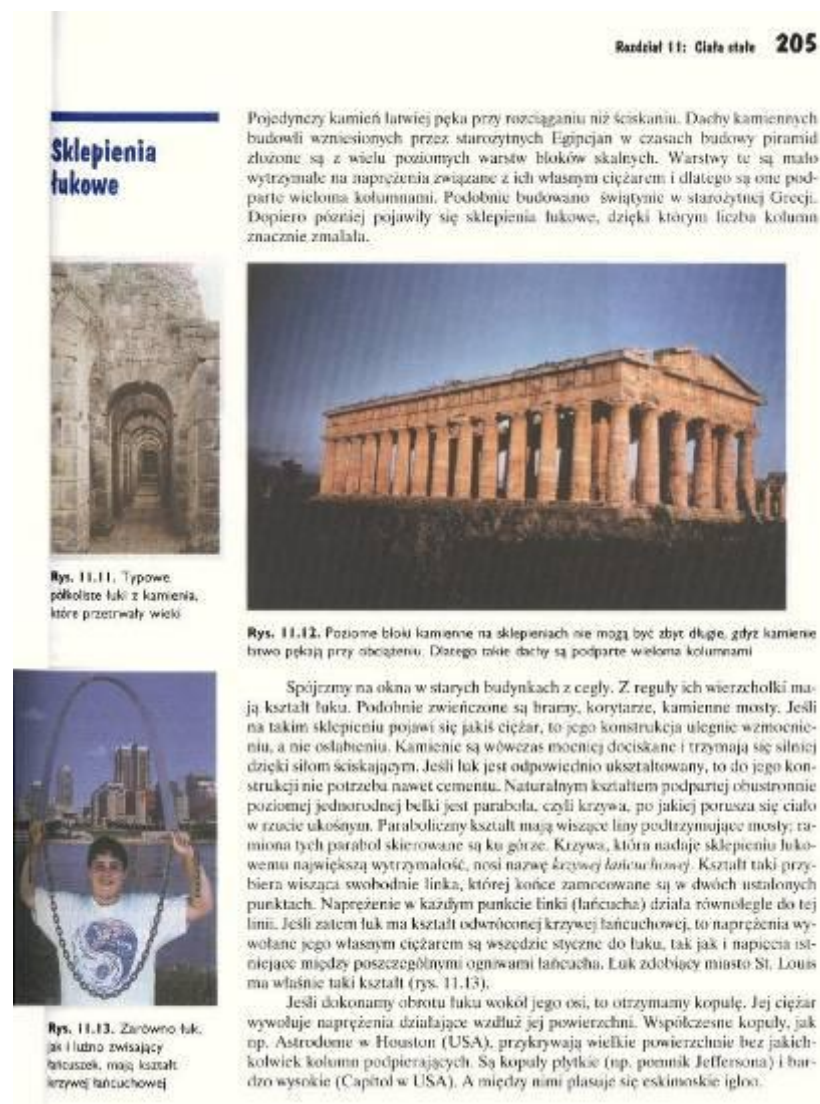 Rozdział 11: Ciała stałe 205
Sklepienia
łukowe
Pojedynczy kamień łatwiej pęka przy rozciąganiu niż ściskaniu. Dachy kamiennych
budowli wzniesionych przez starożytnych Egipcjan w czasach budowy piramid
złożone są z wielu poziomych warstw bloków skalnych. Warstwy te są mało
wytrzymałe na naprężenia związane z ich własnym ciężarem i dlatego są one pod-
parte wieloma kolumnami. Podobnie budowano świątynie w starożytnej Grecji.
Dopiero później pojawiły się sklepienia łukowe, dzięki którym liczba kolumn
znacznie zmalała.
Rys. 11.11. Typowe
półkoliste łuki z kamienia,
które przetrwały wieki
Rys. 11.12. Poziome bloki kamienne na sklepieniach nie mogą być zbyt długie, gdyż kamienie
łatwo pękają przy obciążeniu. Dlatego takie dachy są podparte wieloma kolumnami
Spójrzmy na okna w starych budynkach z cegły. Z reguły ich wierzchołki ma-
ją kształt łuku. Podobnie zwieńczone są bramy, korytarze, kamienne mosty. Jeśli
na takim sklepieniu pojawi się jakiś ciężar, to jego konstrukcja ulegnie wzmocnie-
niu, a nie osłabieniu. Kamienie są wówczas mocniej dociskane i trzymają się silniej
dzięki siłom ściskającym. Jeśli łuk jest odpowiednio ukształtowany, to do jego kon-
strukcji nie potrzeba nawet cementu. Naturalnym kształtem podpartej obustronnie
poziomej jednorodnej belki jest parabola, czyli krzywa, po jakiej porusza się ciało
w rzucie ukośnym. Paraboliczny kształt mają wiszące liny podtrzymujące mosty; ra-
miona tych parabol skierowane są ku górze. Krzywa, która nadaje sklepieniu łuko-
wemu największą wytrzymałość, nosi nazwę krzywej łańcuchowej. Kształt taki przy-
biera wisząca swobodnie linka, której końce zamocowane są w dwóch ustalonych
punktach. Naprężenie w każdym punkcie linki (łańcucha) działa równolegle do tej
linii. Jeśli zatem łuk ma kształt odwróconej krzywej łańcuchowej, to naprężenia wy-
wołane jego własnym ciężarem są wszędzie styczne do łuku, tak jak i napięcia ist-
niejące między poszczególnymi ogniwami łańcucha. Łuk zdobiący miasto St. Louis
ma właśnie taki kształt (rys. 11.13).
Jeśli dokonamy obrotu łuku wokół jego osi, to otrzymamy kopułę. Jej ciężar
wywołuje naprężenia działające wzdłuż jej powierzchni. Współczesne kopuły, jak
np. Astrodome w Houston (USA), przykrywają wielkie powierzchnie bez jakich-
kolwiek kolumn podpierających. Są kopuły płytkie (np. pomnik Jeffersona) i bar-
dzo wysokie (Capitol w USA). A między nimi plasuje się eskimoskie igloo.
Rys. 11.13. Zarówno łuk,
jak i luźno zwisający
łańcuszek, mają kształt
krzywej łańcuchowej